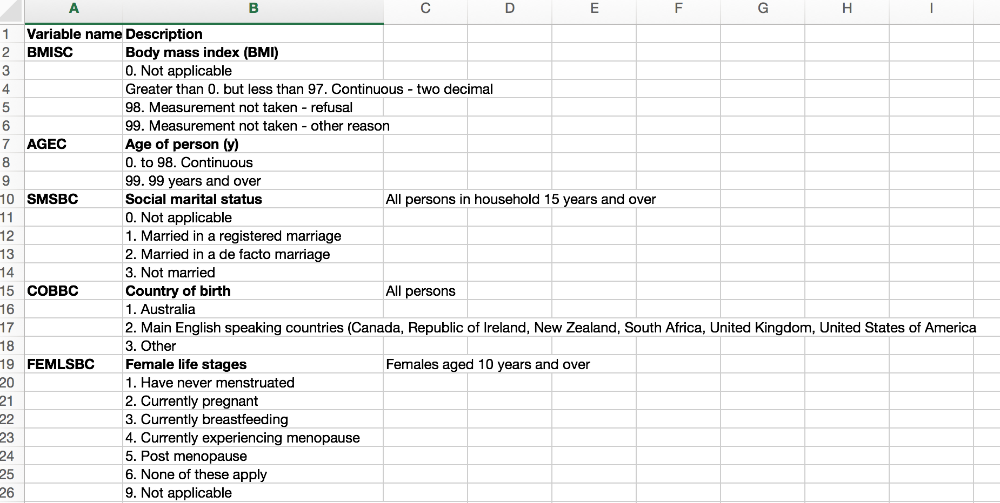 A B C D E F G H I
1 Variable name Description
2 BMISC Body mass index (BMI)
3 0. Not applicable
4 Greater than 0. but less than 97. Continuous - two decimal
5 98. Measurement not taken - refusal
6 99. Measurement not taken - other reason
7 AGEC Age of person (y)
8 0. to 98. Continuous
9 99. 99 years and over
10 SMSBC Social marital status All persons in household 15 years and over
11 0. Not applicable
12 1. Married in a registered marriage
13 2. Married in a de facto marriage
14 3. Not married
15 COBBC Country of birth All persons
16 1. Australia
17 2. Main English speaking countries (Canada, Republic of Ireland, New Zealand, South Africa, United Kingdom, United States of America
18 3. Other
19 FEMLSBC Female life stages Females aged 10 years and over
20 1. Have never menstruated
21 2. Currently pregnant
22 3. Currently breastfeeding
23 4. Currently experiencing menopause
24 5. Post menopause
25 6. None of these apply
26 9. Not applicable